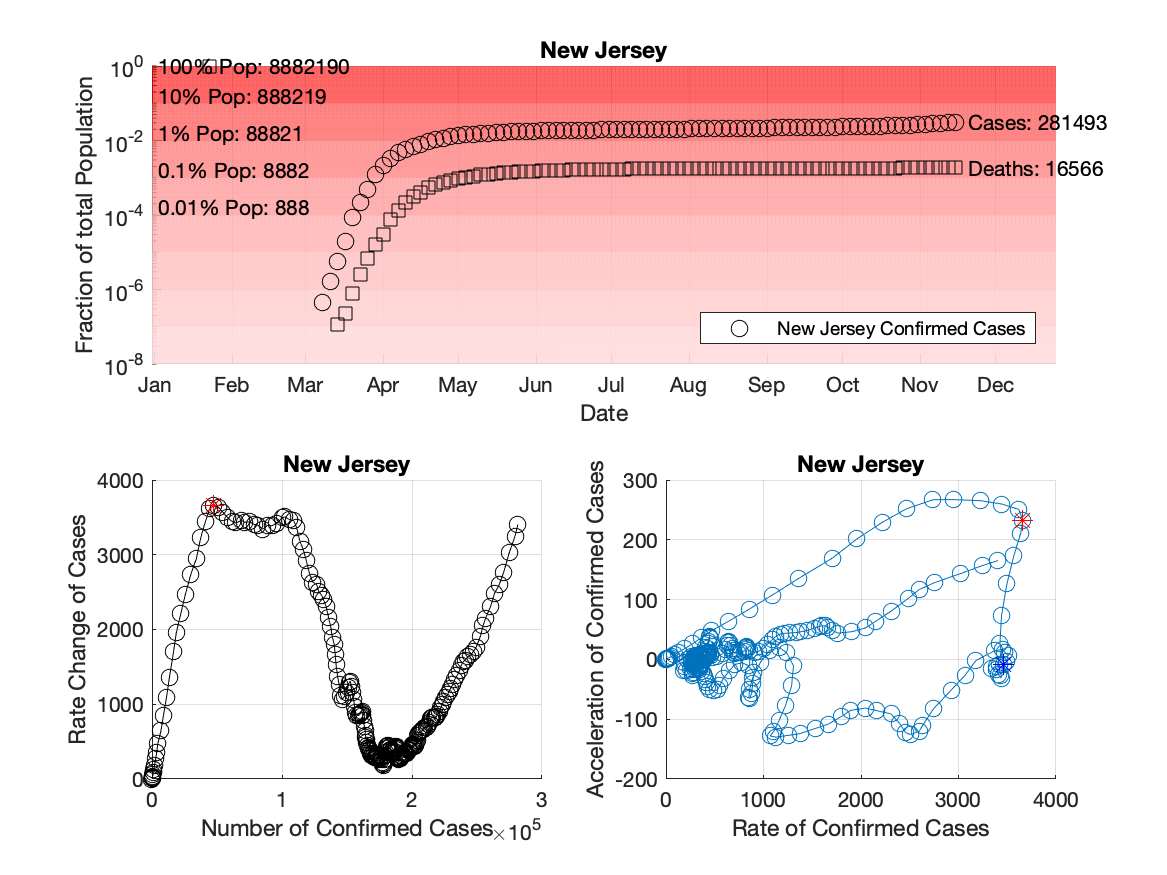 New Jersey
10^0
10^-2
10^-4
10^-6
10^-8
Fraction of total Population
100% Pop: 8882190
10% Pop: 888219
1% Pop: 88821
0.1% Pop: 8882
0.01% Pop: 888
Cases: 281493
Deaths: 16566
New Jersey Confirmed Cases
Jan Feb Mar Apr May Jun Jul Aug Sep Oct Nov Dec
Date
New Jersey
4000
3000
2000
1000
0
Rate Change of Cases
0 1 2 3
Number of Confirmed Cases ×10^5
New Jersey
300
200
100
0
-100
-200
Acceleration of Confirmed Cases
0 1000 2000 3000 4000
Rate of Confirmed Cases